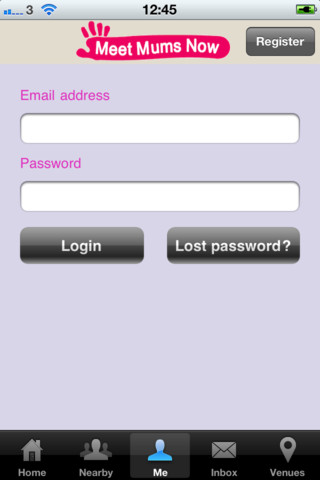 3 12:45
Meet Mums Now Register
Email address
Password
Login Lost password?
Home Nearby Me Inbox Venues